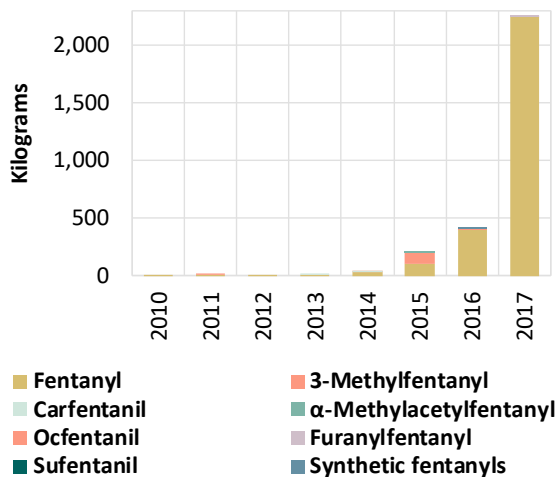 Kilograms
2,000
1,500
1,000
500
0
2010
2011
2012
2013
2014
2015
2016
2017
Fentanyl
3-Methylfentanyl
Carfentanil
α-Methylacetylfentanyl
Ocfentanil
Furanylfentanyl
Sufentanil
Synthetic fentanyls